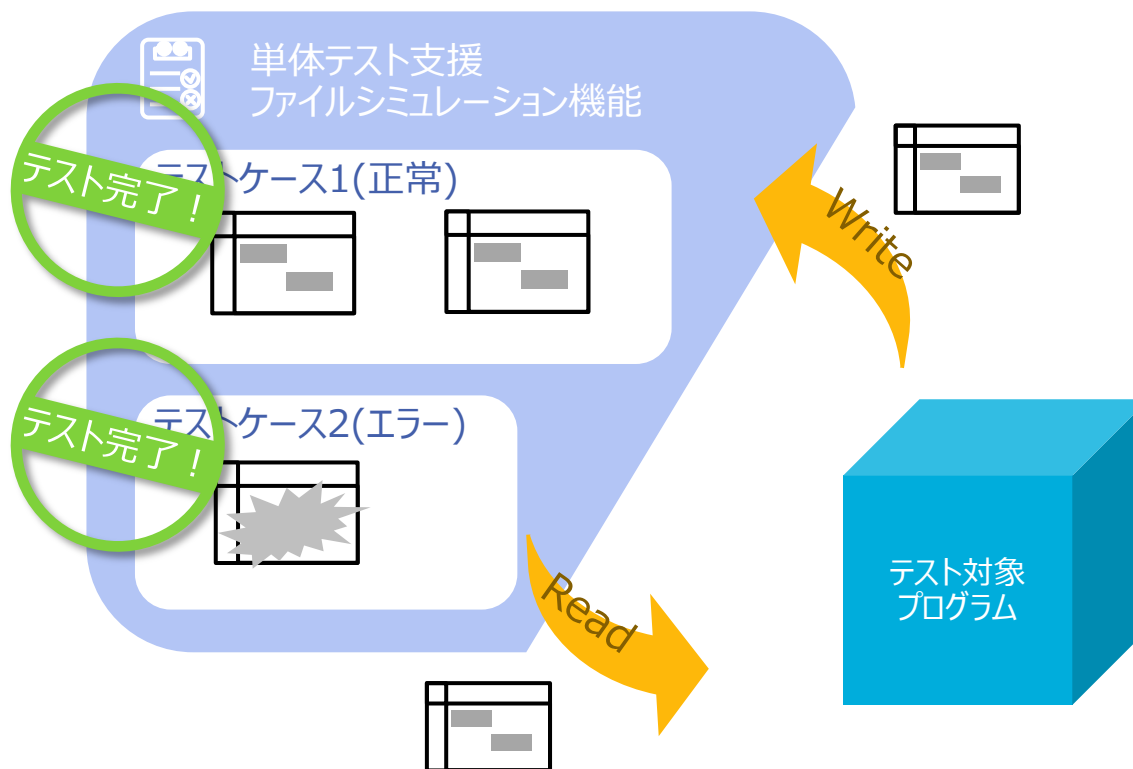 単体テスト支援
ファイルシミュレーション機能
テスト完了！
テストケース1(正常)
Write
テスト完了！
テストケース2(エラー)
Read
テスト対象
プログラム